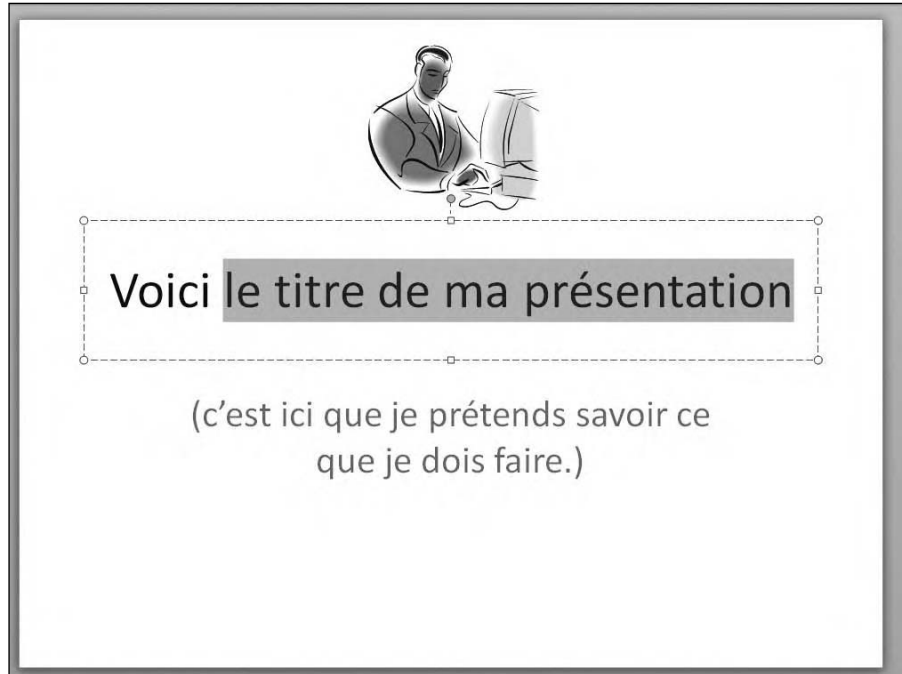 Voici le titre de ma présentation
(c'est ici que je prétends savoir ce
que je dois faire.)